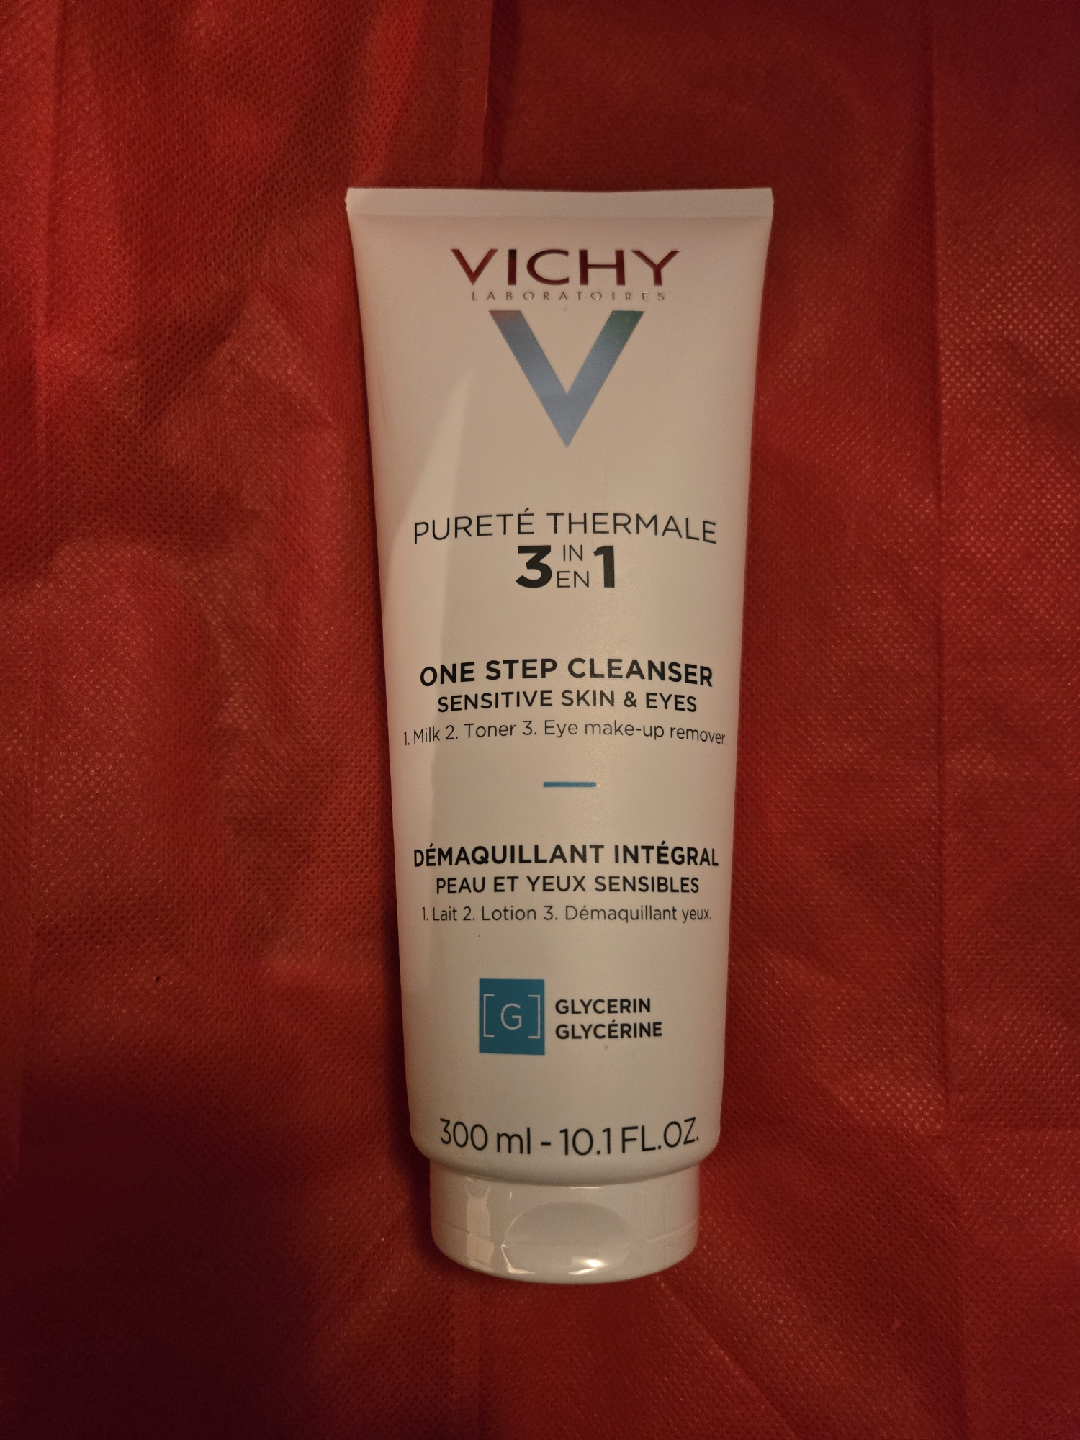 VICHY
LABORATOIRES
V
PURETÉ THERMALE
3 IN EN 1
ONE STEP CLEANSER
SENSITIVE SKIN & EYES
1. Milk 2. Toner 3. Eye make-up remover.
DÉMAQUILLANT INTÉGRAL
PEAU ET YEUX SENSIBLES
1. Lait 2. Lotion 3. Démaquillant yeux.
[G] GLYCERIN
GLYCÉRINE
300 ml - 10.1 FL.OZ.